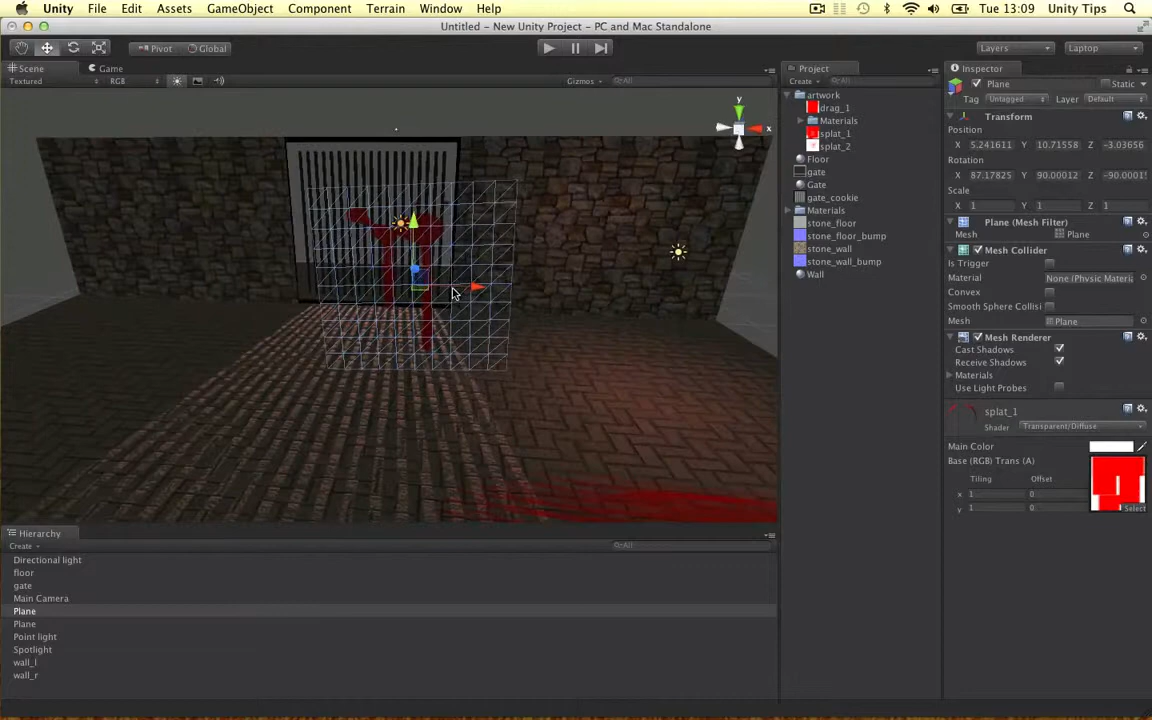 Unity File Edit Assets GameObject Component Terrain Window Help Tue 13:09 Unity Tips
Untitled – New Unity Project – PC and Mac Standalone
Pivot Global Layers Laptop
Scene Game
Textured RGB Gizmos All
Project
Create All
artwork
drag_1
Materials
splat_1
splat_2
Floor
gate
Gate
gate_cookie
Materials
stone_floor
stone_floor_bump
stone_wall
stone_wall_bump
Wall
Inspector
Plane Static
Tag Untagged Layer Default
Transform
Position
X 5.241611 Y 10.71558 Z -3.03656
Rotation
X 87.17825 Y 90.00012 Z -90.0001
Scale
X 1 Y 1 Z 1
Plane (Mesh Filter)
Mesh Plane
Mesh Collider
Is Trigger
Material None (Physic Materia
Convex
Smooth Sphere Collisi
Mesh Plane
Mesh Renderer
Cast Shadows
Receive Shadows
Materials
Use Light Probes
splat_1
Shader Transparent/Diffuse
Main Color
Base (RGB) Trans (A)
Tiling Offset
x 1 0
y 1 0
Select
y
x
Hierarchy
Create All
Directional light
floor
gate
Main Camera
Plane
Plane
Point light
Spotlight
wall_l
wall_r